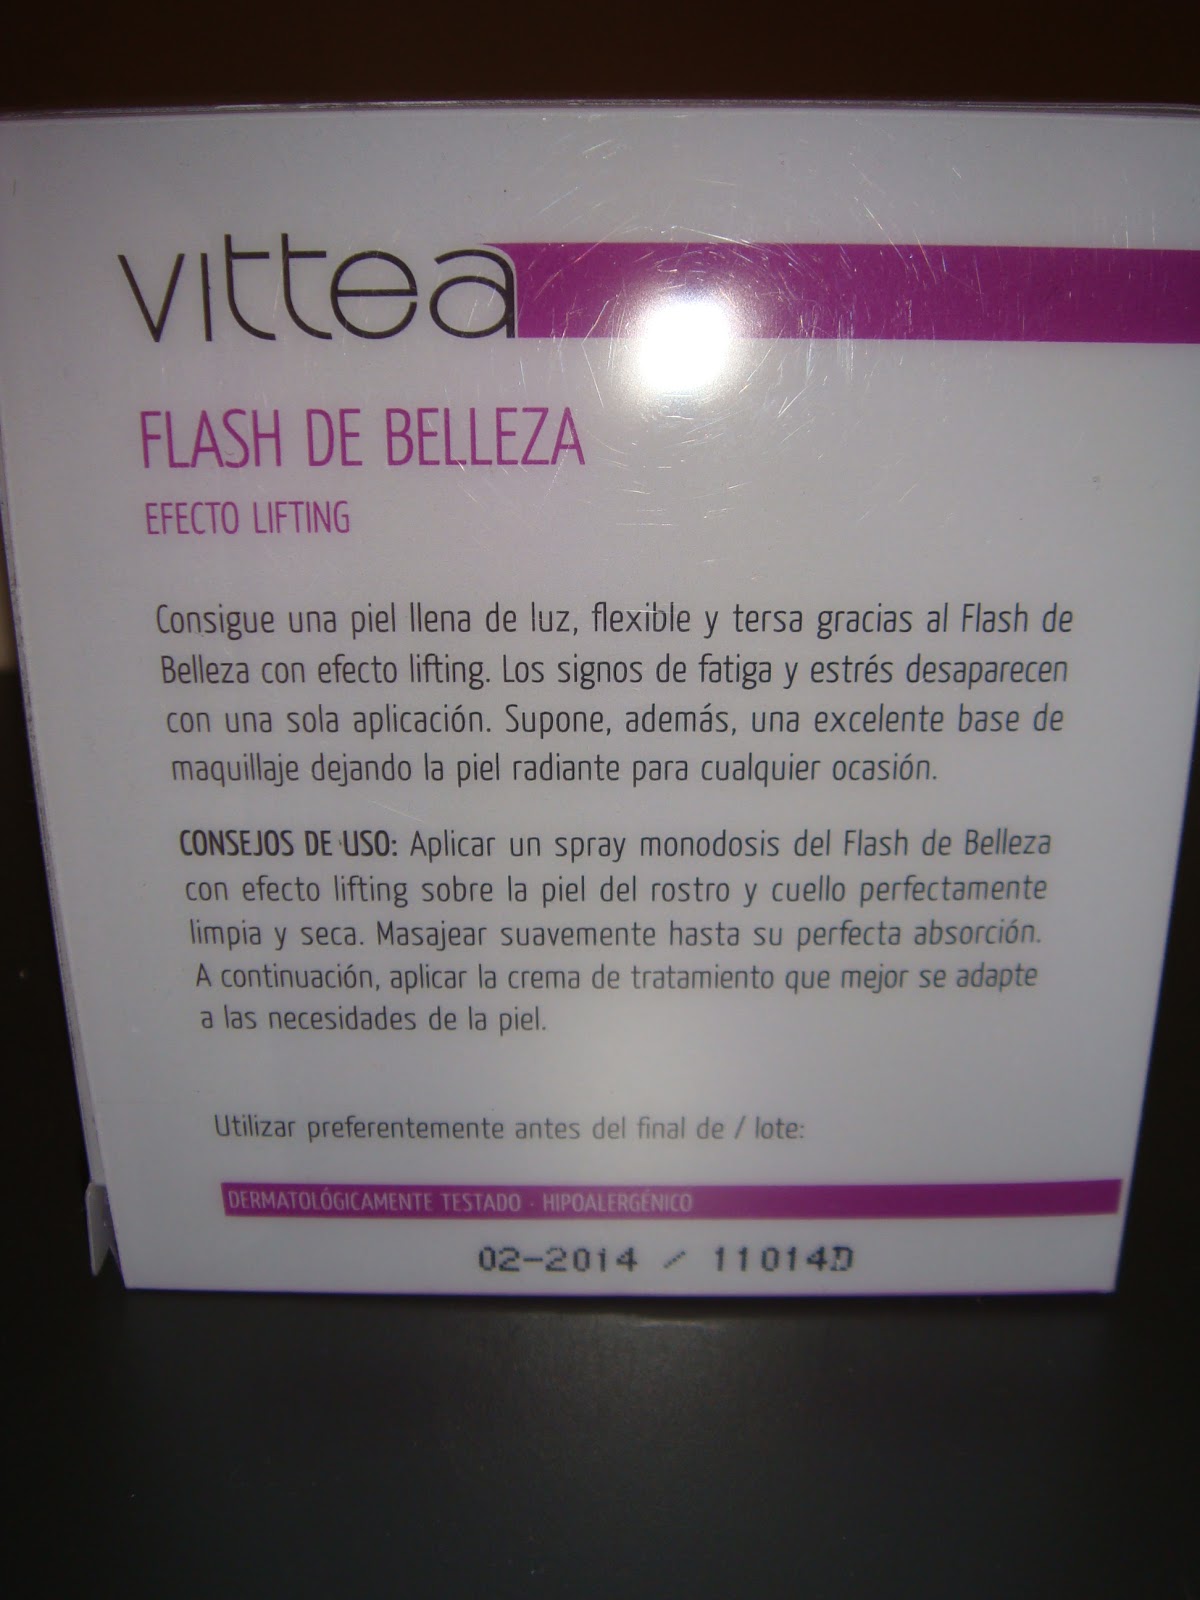 vittea
FLASH DE BELLEZA
EFECTO LIFTING
Consigue una piel llena de luz, flexible y tersa gracias al Flash de
Belleza con efecto lifting. Los signos de fatiga y estrés desaparecen
con una sola aplicación. Supone, además, una excelente base de
maquillaje dejando la piel radiante para cualquier ocasión.
CONSEJOS DE USO: Aplicar un spray monodosis del Flash de Belleza
con efecto lifting sobre la piel del rostro y cuello perfectamente
limpia y seca. Masajear suavemente hasta su perfecta absorción.
A continuación, aplicar la crema de tratamiento que mejor se adapte
a las necesidades de la piel.
Utilizar preferentemente antes del final de / lote:
DERMATOLÓGICAMENTE TESTADO · HIPOALERGÉNICO
02-2014 / 11014D